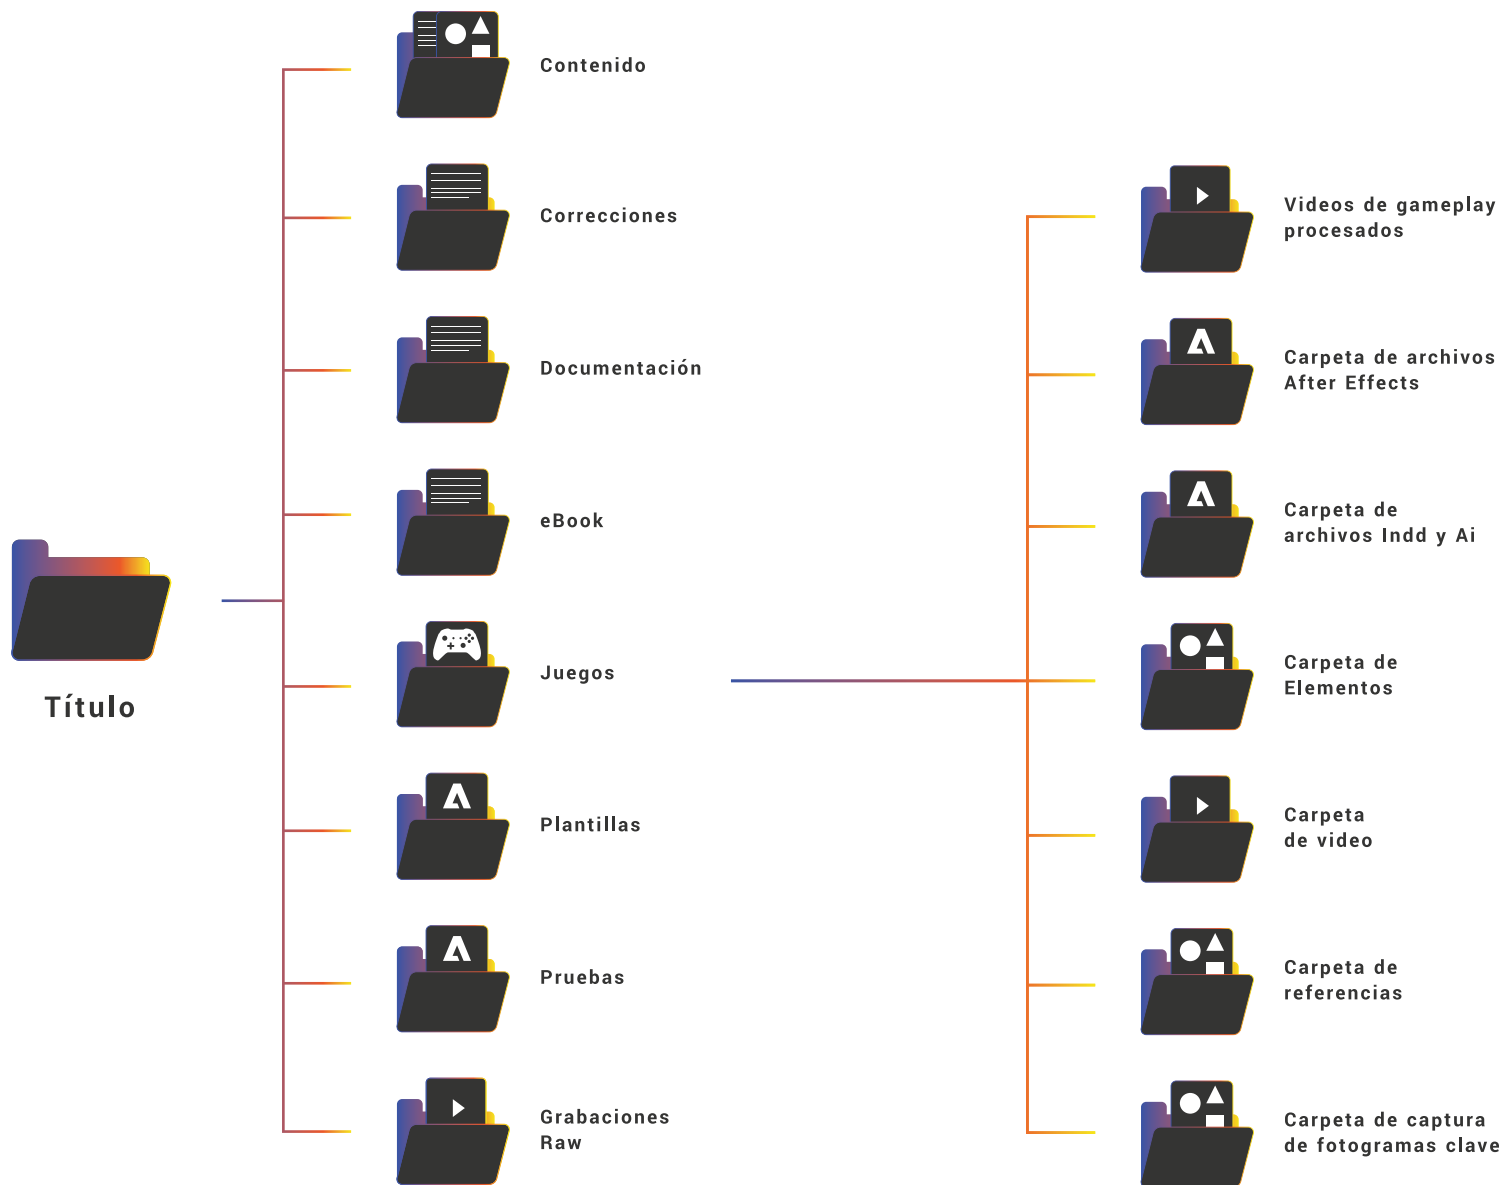 Título
Contenido
Correcciones
Documentación
eBook
Juegos
Plantillas
Pruebas
Grabaciones
Raw
Videos de gameplay
procesados
Carpeta de archivos
After Effects
Carpeta de
archivos Indd y Ai
Carpeta de
Elementos
Carpeta
de video
Carpeta de
referencias
Carpeta de captura
de fotogramas clave